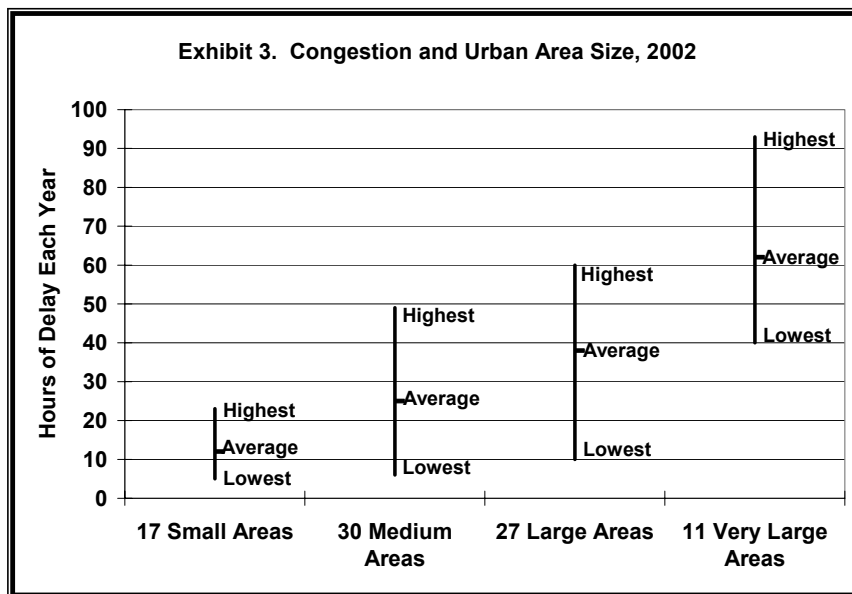 Exhibit 3.  Congestion and Urban Area Size, 2002
Hours of Delay Each Year
100
90
80
70
60
50
40
30
20
10
0
Highest
Average
Lowest
Highest
Average
Lowest
Highest
Average
Lowest
Highest
Average
Lowest
17 Small Areas
30 Medium
Areas
27 Large Areas
11 Very Large
Areas